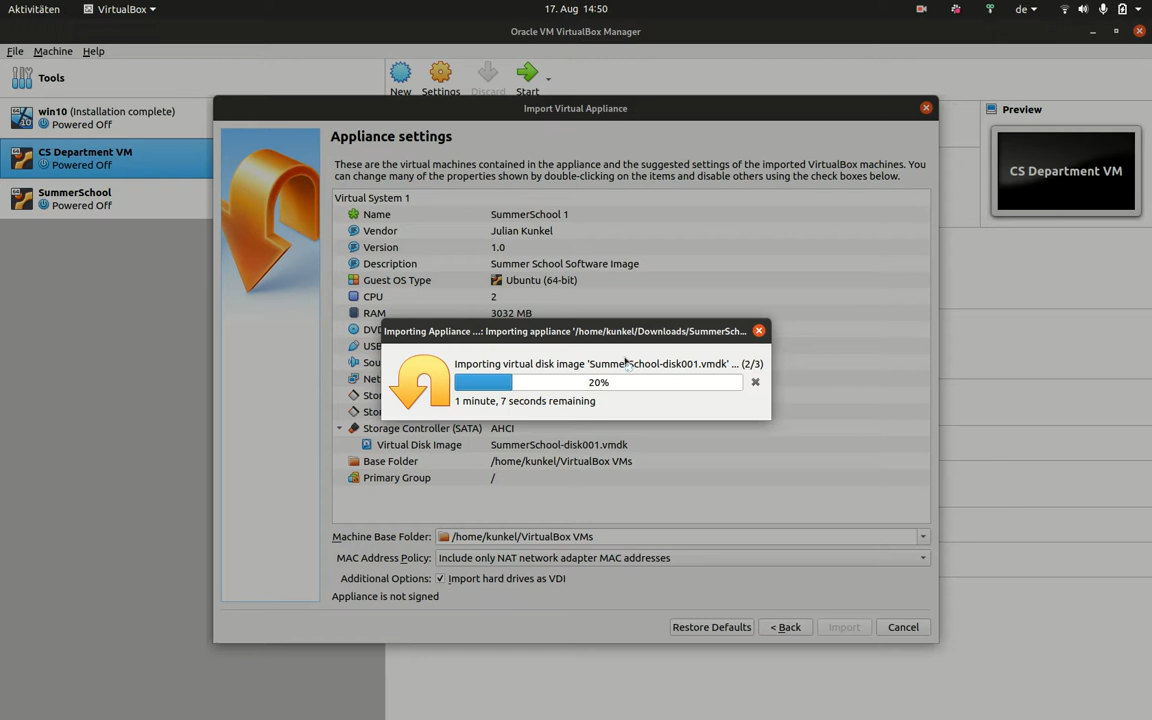 Aktivitäten VirtualBox 17. Aug 14:50 de
Oracle VM VirtualBox Manager
File Machine Help
Tools
New Settings Discard Start
win10 (Installation complete)
Powered Off
CS Department VM
Powered Off
SummerSchool
Powered Off
Preview
CS Department VM
Import Virtual Appliance
Appliance settings
These are the virtual machines contained in the appliance and the suggested settings of the imported VirtualBox machines. You
can change many of the properties shown by double-clicking on the items and disable others using the check boxes below.
Virtual System 1
Name SummerSchool 1
Vendor Julian Kunkel
Version 1.0
Description Summer School Software Image
Guest OS Type Ubuntu (64-bit)
CPU 2
RAM 3032 MB
DVD
USB
Sou
Net
Sto
Sto
Importing Appliance ...: Importing appliance '/home/kunkel/Downloads/SummerSch...
Importing virtual disk image 'SummerSchool-disk001.vmdk' ... (2/3)
20%
1 minute, 7 seconds remaining
Storage Controller (SATA) AHCI
Virtual Disk Image SummerSchool-disk001.vmdk
Base Folder /home/kunkel/VirtualBox VMs
Primary Group /
Machine Base Folder: /home/kunkel/VirtualBox VMs
MAC Address Policy: Include only NAT network adapter MAC addresses
Additional Options: Import hard drives as VDI
Appliance is not signed
Restore Defaults < Back Import Cancel